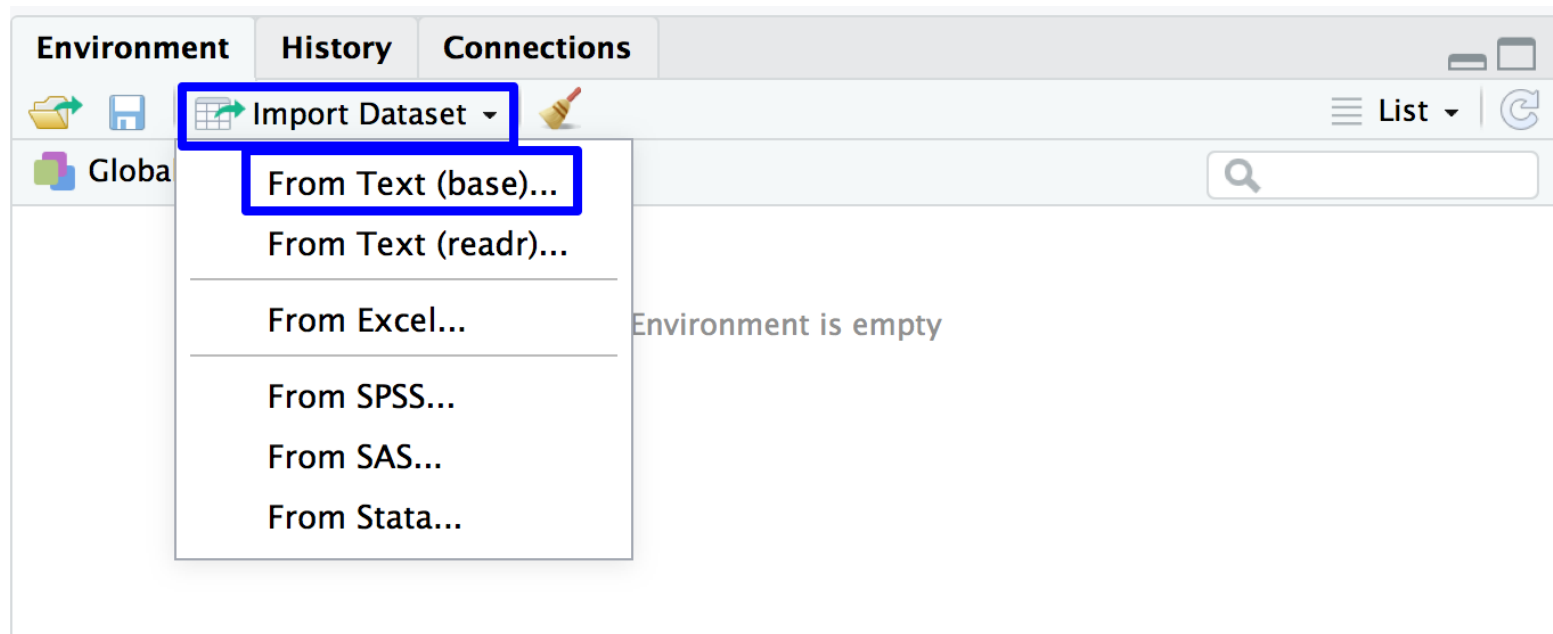 Environment History Connections
Import Dataset List
Globa
From Text (base)...
From Text (readr)...
From Excel...
Environment is empty
From SPSS...
From SAS...
From Stata...